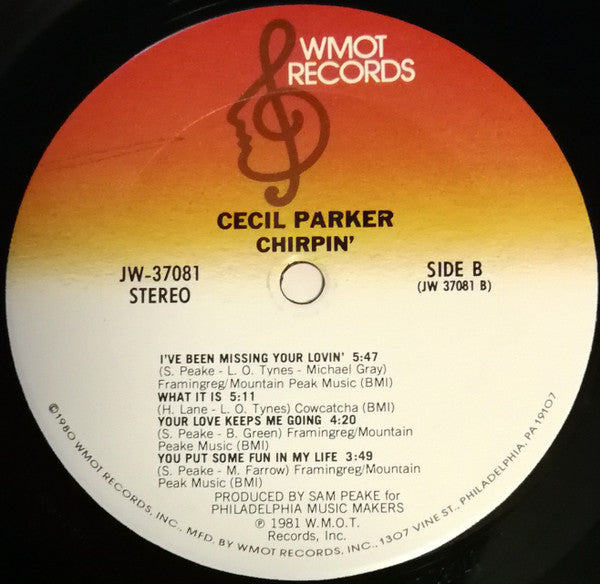 WMOT
RECORDS
CECIL PARKER
CHIRPIN'
JW-37081
STEREO
SIDE B
(JW 37081 B)
I'VE BEEN MISSING YOUR LOVIN' 5:47
(S. Peake - L. O. Tynes - Michael Gray)
Framingreg/Mountain Peak Music (BMI)
WHAT IT IS 5:11
(H. Lane - L. O. Tynes) Cowcatcha (BMI)
YOUR LOVE KEEPS ME GOING 4:20
(S. Peake - B. Green) Framingreg/Mountain
Peake Music (BMI)
YOU PUT SOME FUN IN MY LIFE 3:49
(S. Peake - M. Farrow) Framingreg/Mountain
Peak Music (BMI)
PRODUCED BY SAM PEAKE for
PHILADELPHIA MUSIC MAKERS
℗ 1981 W.M.O.T.
Records, Inc.
©1980 WMOT RECORDS, INC., MFD. BY WMOT RECORDS, INC., 1307 VINE ST., PHILADELPHIA, PA 19107